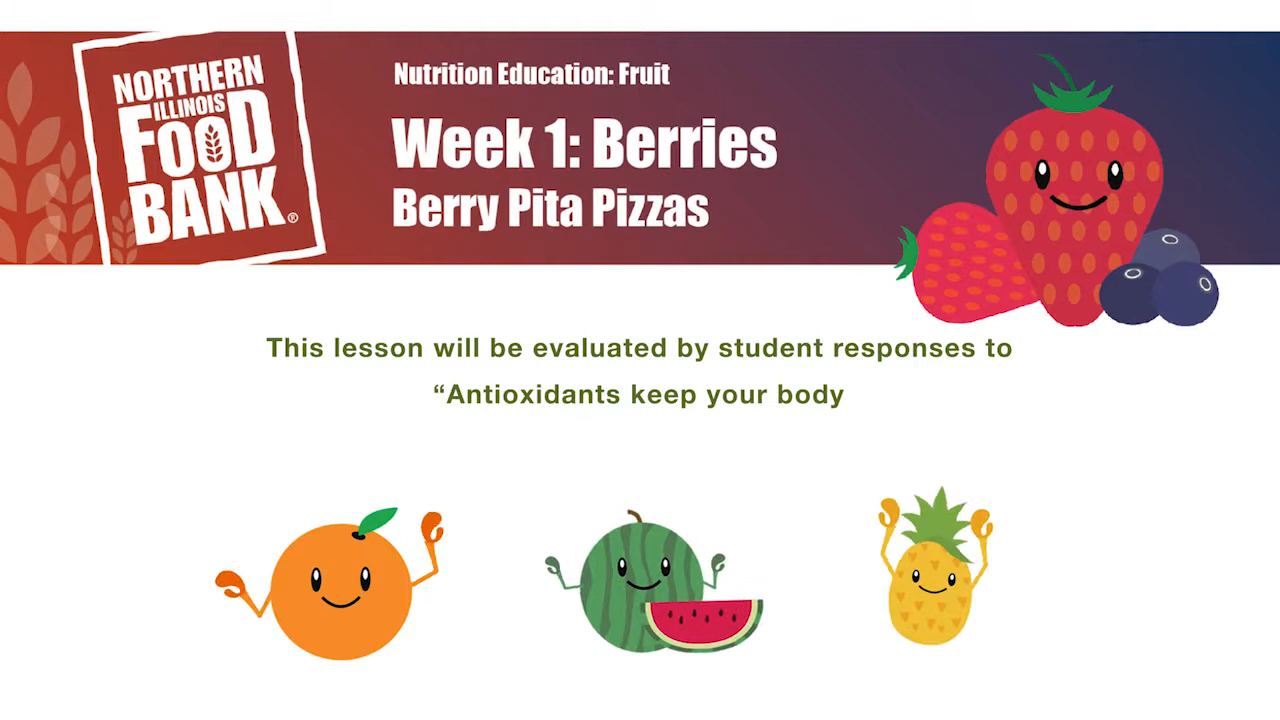 NORTHERN
ILLINOIS
FOOD
BANK®
Nutrition Education: Fruit
Week 1: Berries
Berry Pita Pizzas
This lesson will be evaluated by student responses to
“Antioxidants keep your body